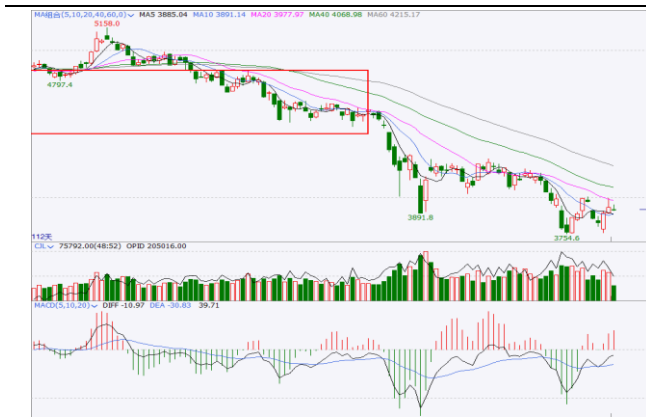 MA组合(5,10,20,40,60,0) MA5 3885.04 MA10 3891.14 MA20 3977.97 MA40 4068.98 MA60 4215.17
5158.0
4797.4
3891.8
3754.6
112天
CJL 75792.00(48:52) OPID 205016.00
MACD(5,10,20) DIFF -10.97 DEA -30.83 39.71